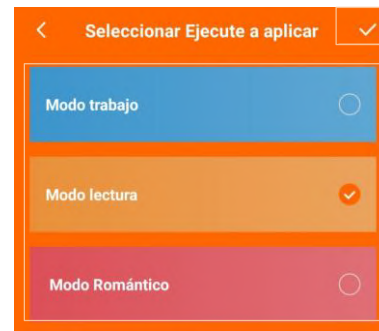 Seleccionar Ejecute a aplicar
Modo trabajo
Modo lectura
Modo Romántico